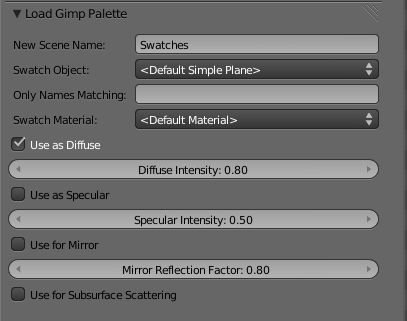 Load Gimp Palette
New Scene Name: Swatches
Swatch Object: <Default Simple Plane>
Only Names Matching:
Swatch Material: <Default Material>
Use as Diffuse
Diffuse Intensity: 0.80
Use as Specular
Specular Intensity: 0.50
Use for Mirror
Mirror Reflection Factor: 0.80
Use for Subsurface Scattering